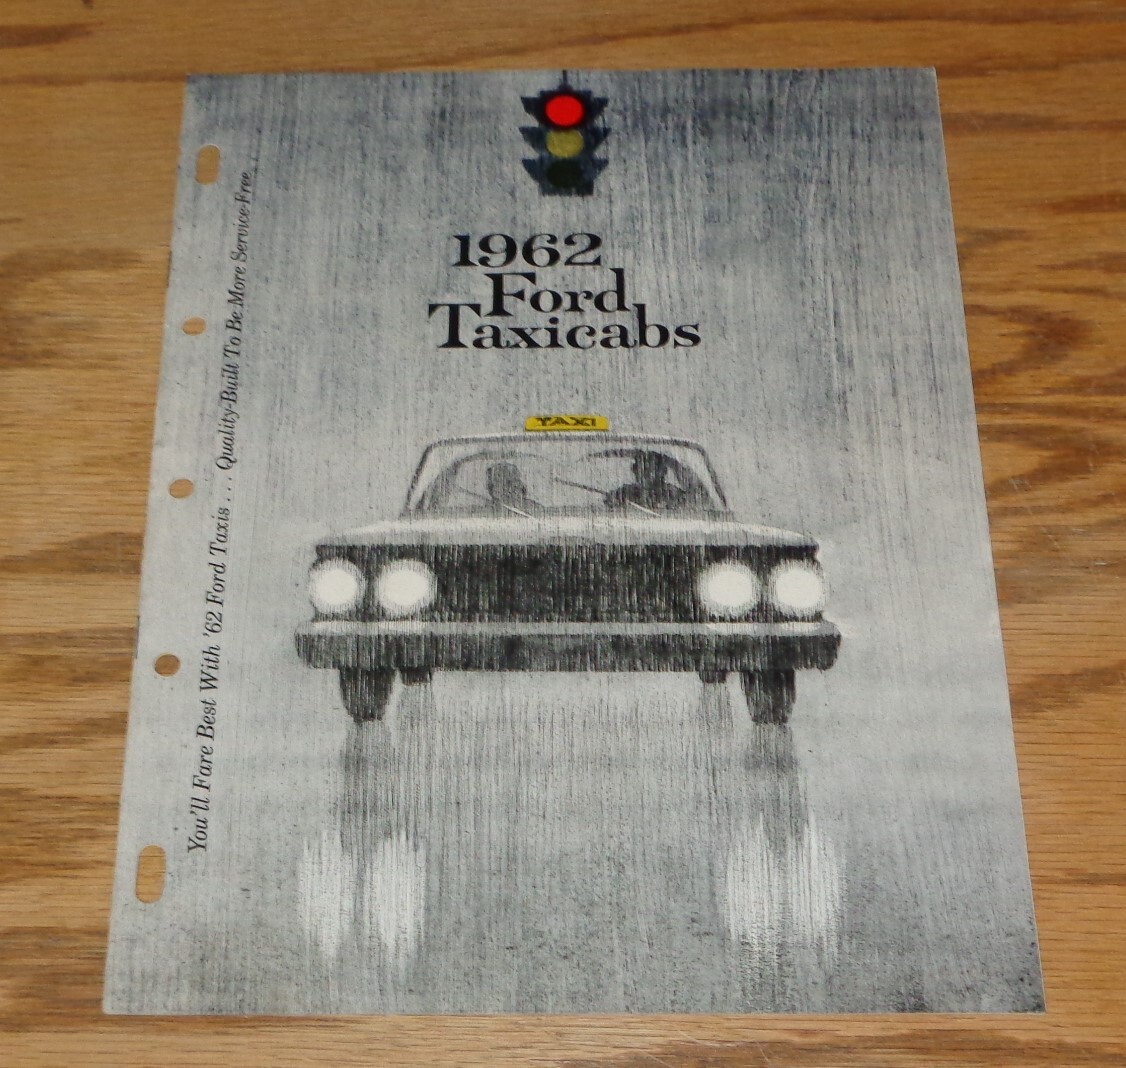 1962
Ford
Taxicabs
TAXI
You'll Fare Best With '62 Ford Taxis . . . Quality-Built To Be More Service-Free